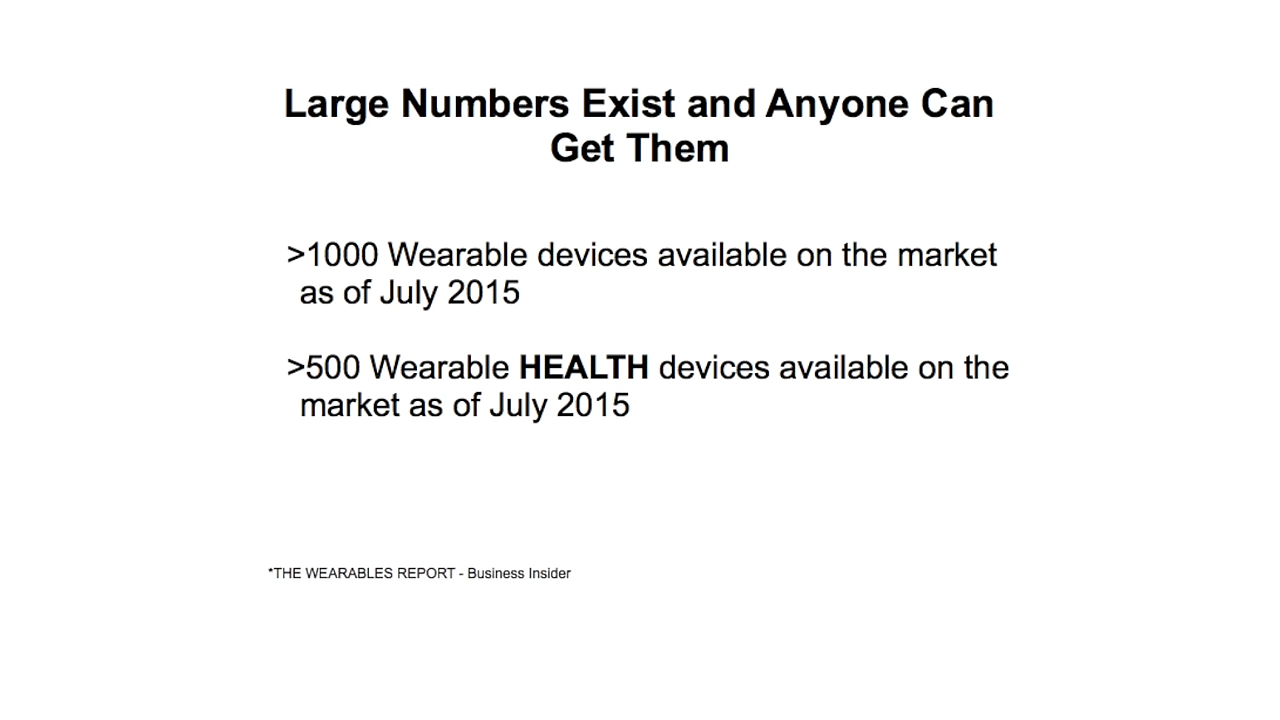 Large Numbers Exist and Anyone Can
Get Them
>1000 Wearable devices available on the market
as of July 2015
>500 Wearable HEALTH devices available on the
market as of July 2015
*THE WEARABLES REPORT - Business Insider